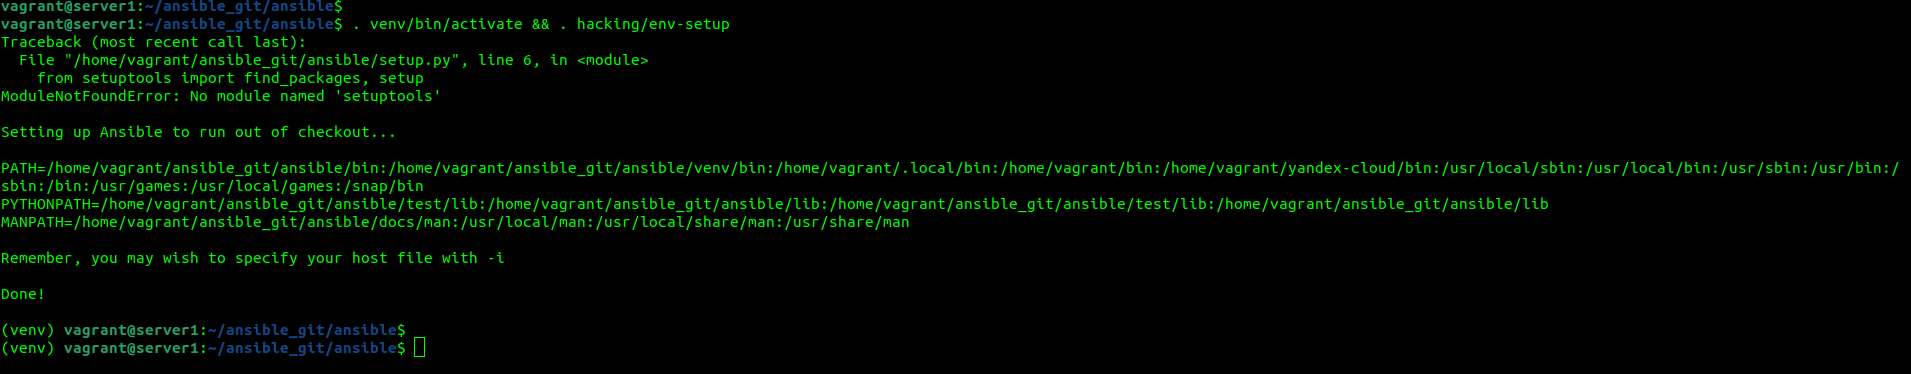 vagrant@server1:~/ansible_git/ansible$
vagrant@server1:~/ansible_git/ansible$ . venv/bin/activate && . hacking/env-setup
Traceback (most recent call last):
  File "/home/vagrant/ansible_git/ansible/setup.py", line 6, in <module>
    from setuptools import find_packages, setup
ModuleNotFoundError: No module named 'setuptools'

Setting up Ansible to run out of checkout...

PATH=/home/vagrant/ansible_git/ansible/bin:/home/vagrant/ansible_git/ansible/venv/bin:/home/vagrant/.local/bin:/home/vagrant/bin:/home/vagrant/yandex-cloud/bin:/usr/local/sbin:/usr/local/bin:/usr/sbin:/usr/bin:/
sbin:/bin:/usr/games:/usr/local/games:/snap/bin
PYTHONPATH=/home/vagrant/ansible_git/ansible/test/lib:/home/vagrant/ansible_git/ansible/lib:/home/vagrant/ansible_git/ansible/test/lib:/home/vagrant/ansible_git/ansible/lib
MANPATH=/home/vagrant/ansible_git/ansible/docs/man:/usr/local/man:/usr/local/share/man:/usr/share/man

Remember, you may wish to specify your host file with -i

Done!

(venv) vagrant@server1:~/ansible_git/ansible$
(venv) vagrant@server1:~/ansible_git/ansible$